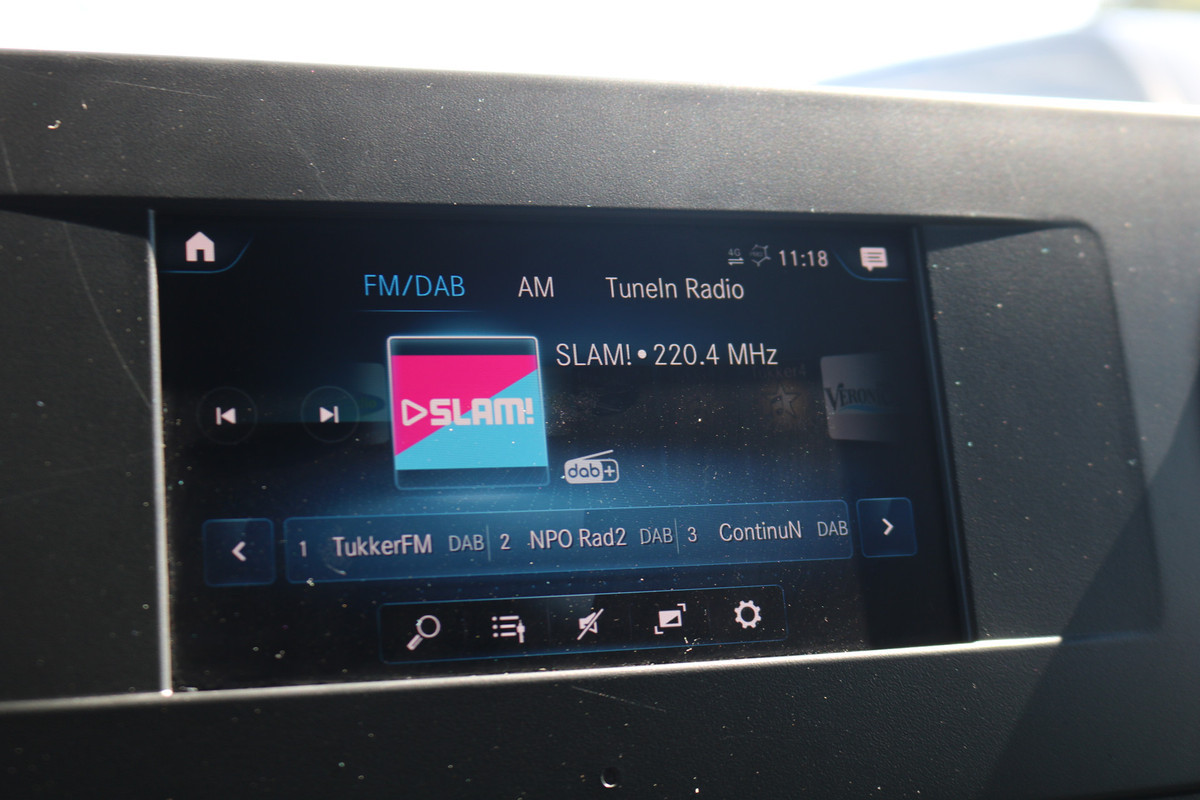 4G 11:18
FM/DAB AM TuneIn Radio
SLAM! • 220.4 MHz
SLAM!
VERONICA
dab+
1 TukkerFM DAB 2 NPO Rad2 DAB 3 ContinuN DAB